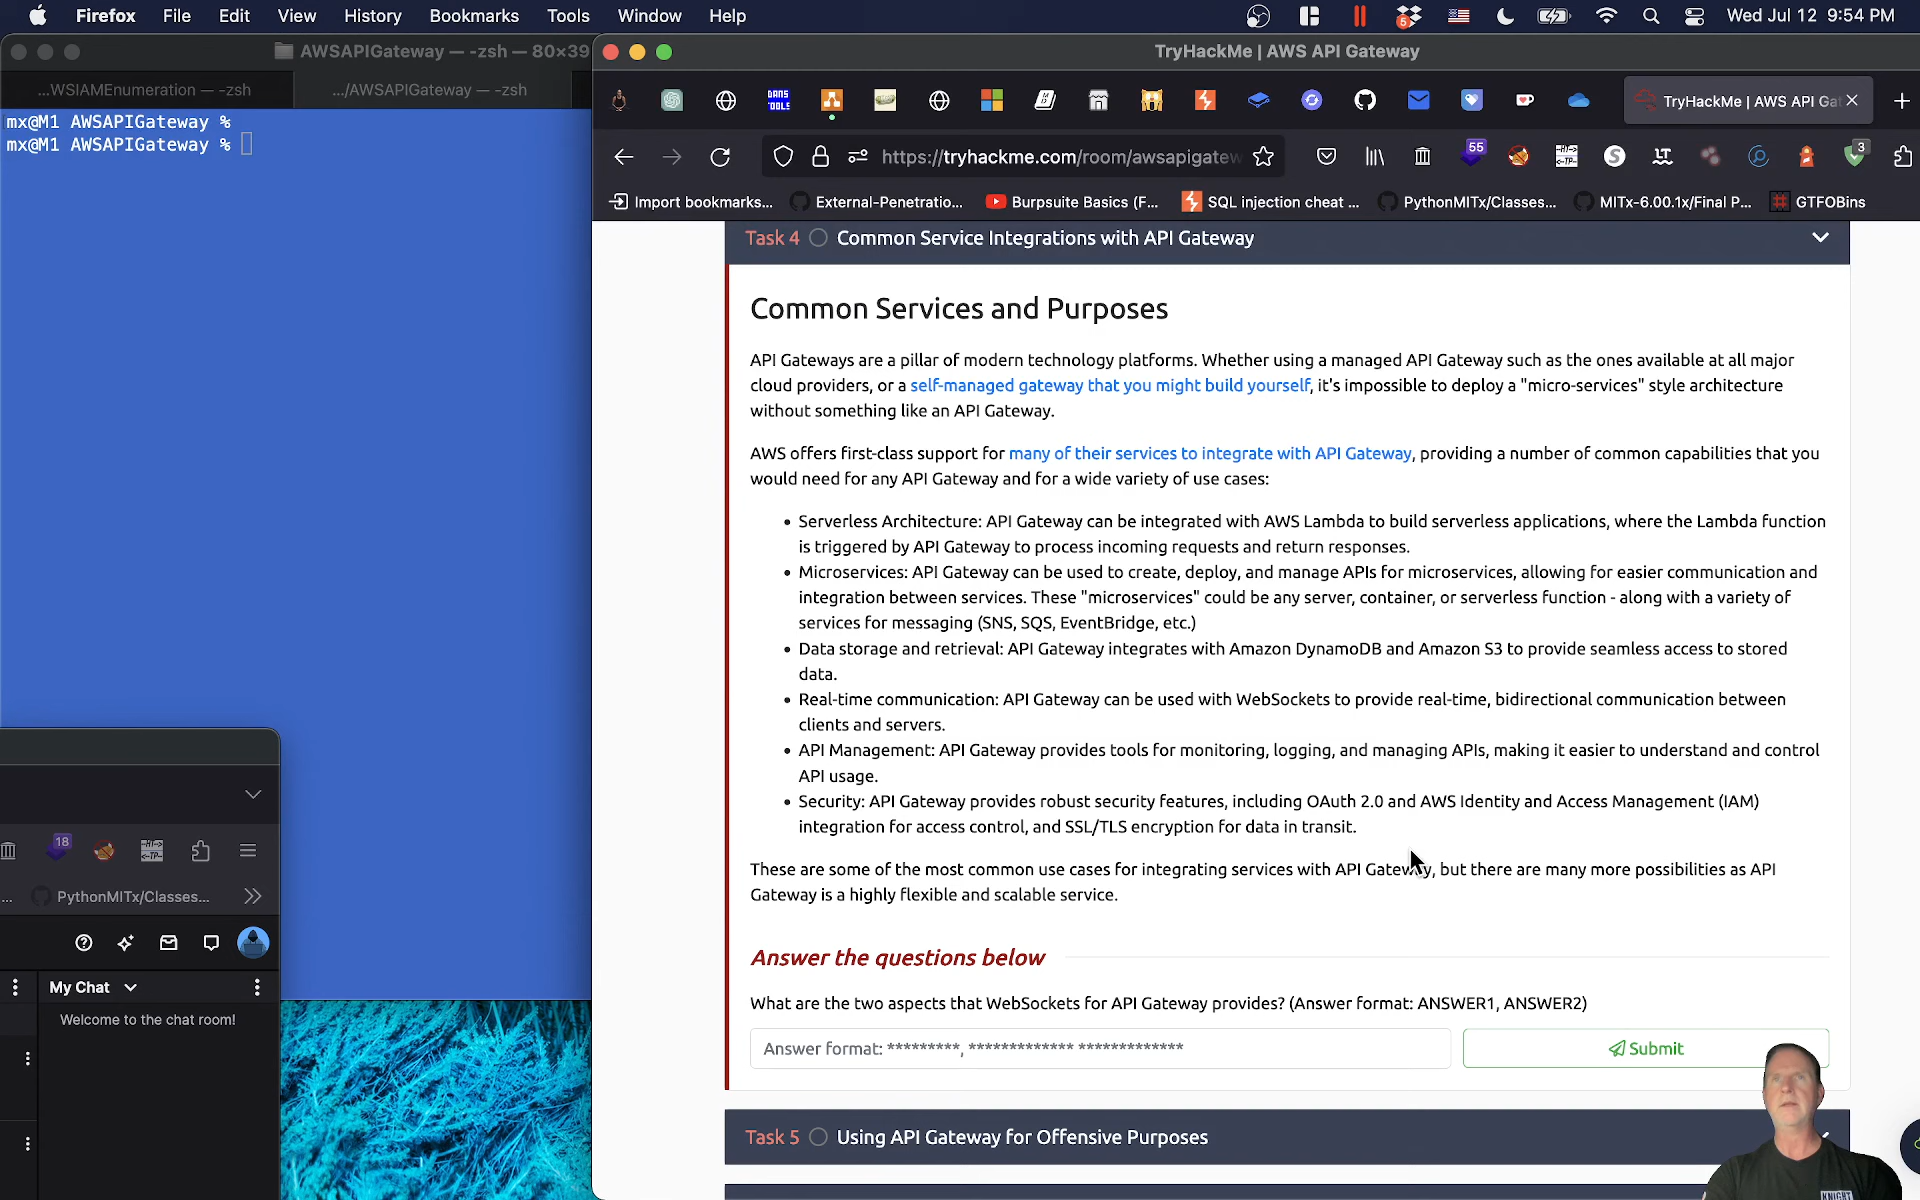 Firefox File Edit View History Bookmarks Tools Window Help
5
Wed Jul 12 9:54 PM
AWSAPIGateway — -zsh — 80×39
...WSIAMEnumeration — -zsh
.../AWSAPIGateway — -zsh
mx@M1 AWSAPIGateway %
mx@M1 AWSAPIGateway %
TryHackMe | AWS API Gateway
DANS
TOOLS
TryHackMe | AWS API Gat
https://tryhackme.com/room/awsapigatew
55
3
Import bookmarks...
External-Penetratio...
Burpsuite Basics (F...
SQL injection cheat ...
PythonMITx/Classes...
MITx-6.00.1x/Final P...
GTFOBins
Task 4 Common Service Integrations with API Gateway
Common Services and Purposes
API Gateways are a pillar of modern technology platforms. Whether using a managed API Gateway such as the ones available at all major
cloud providers, or a self-managed gateway that you might build yourself, it's impossible to deploy a "micro-services" style architecture
without something like an API Gateway.
AWS offers first-class support for many of their services to integrate with API Gateway, providing a number of common capabilities that you
would need for any API Gateway and for a wide variety of use cases:
• Serverless Architecture: API Gateway can be integrated with AWS Lambda to build serverless applications, where the Lambda function
is triggered by API Gateway to process incoming requests and return responses.
• Microservices: API Gateway can be used to create, deploy, and manage APIs for microservices, allowing for easier communication and
integration between services. These "microservices" could be any server, container, or serverless function - along with a variety of
services for messaging (SNS, SQS, EventBridge, etc.)
• Data storage and retrieval: API Gateway integrates with Amazon DynamoDB and Amazon S3 to provide seamless access to stored
data.
• Real-time communication: API Gateway can be used with WebSockets to provide real-time, bidirectional communication between
clients and servers.
• API Management: API Gateway provides tools for monitoring, logging, and managing APIs, making it easier to understand and control
API usage.
• Security: API Gateway provides robust security features, including OAuth 2.0 and AWS Identity and Access Management (IAM)
integration for access control, and SSL/TLS encryption for data in transit.
These are some of the most common use cases for integrating services with API Gateway, but there are many more possibilities as API
Gateway is a highly flexible and scalable service.
Answer the questions below
What are the two aspects that WebSockets for API Gateway provides? (Answer format: ANSWER1, ANSWER2)
Answer format: *********, ************* *************
Submit
Task 5 Using API Gateway for Offensive Purposes
18
... PythonMITx/Classes...
My Chat
Welcome to the chat room!
KNIGHT